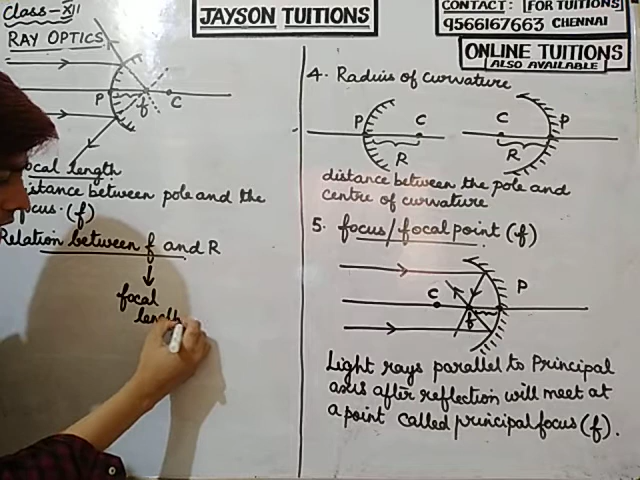 Class-XII
RAY OPTICS
JAYSON TUITIONS
CONTACT: FOR TUITIONS
9566167663 CHENNAI
ONLINE TUITIONS
ALSO AVAILABLE
P f C
ocal length
istance between pole and the
ocus. (f)
Relation between f and R
focal
length
4. Radius of curvature
P C
R
C P
R
distance between the pole and
centre of curvature
5. focus/focal point (f)
C f P
Light rays parallel to Principal
axis after reflection will meet at
a point called principal focus (f).